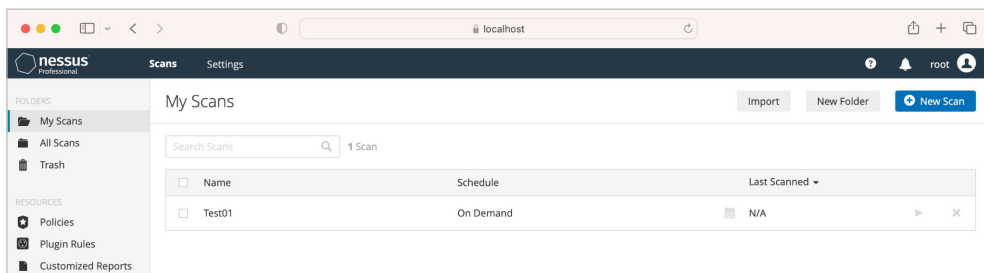 localhost
nessus
Professional
Scans Settings
root
FOLDERS
My Scans
All Scans
Trash
RESOURCES
Policies
Plugin Rules
Customized Reports
My Scans
Import New Folder New Scan
Search Scans 1 Scan
Name Schedule Last Scanned
Test01 On Demand N/A